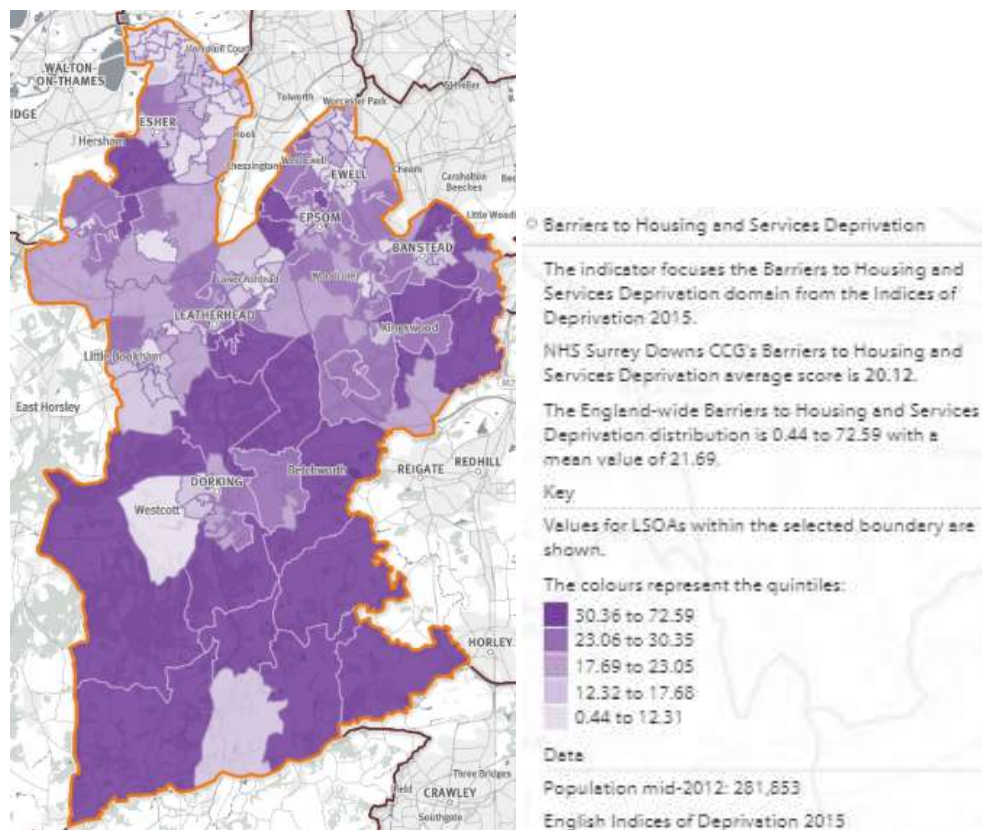 Hampton Court
WALTON-
ON-THAMES
Tolworth
Worcester Park
ESHER
Hersham
Hook
Chessington
EWELL
Cheam
Carshalton
Beeches
EPSOM
BANSTEAD
Lower Ashtead
LEATHERHEAD
Kingswood
Little Bookham
East Horsley
Betchworth
REIGATE
REDHILL
DORKING
Westcott
HORLEY
Three Bridges
CRAWLEY
Southgate
Barriers to Housing and Services Deprivation
The indicator focuses the Barriers to Housing and
Services Deprivation domain from the Indices of
Deprivation 2015.
NHS Surrey Downs CCG's Barriers to Housing and
Services Deprivation average score is 20.12.
The England-wide Barriers to Housing and Services
Deprivation distribution is 0.44 to 72.59 with a
mean value of 21.69.
Key
Values for LSOAs within the selected boundary are
shown.
The colours represent the quintiles:
30.36 to 72.59
23.06 to 30.35
17.69 to 23.05
12.32 to 17.68
0.44 to 12.31
Data
Population mid-2012: 281,853
English Indices of Deprivation 2015